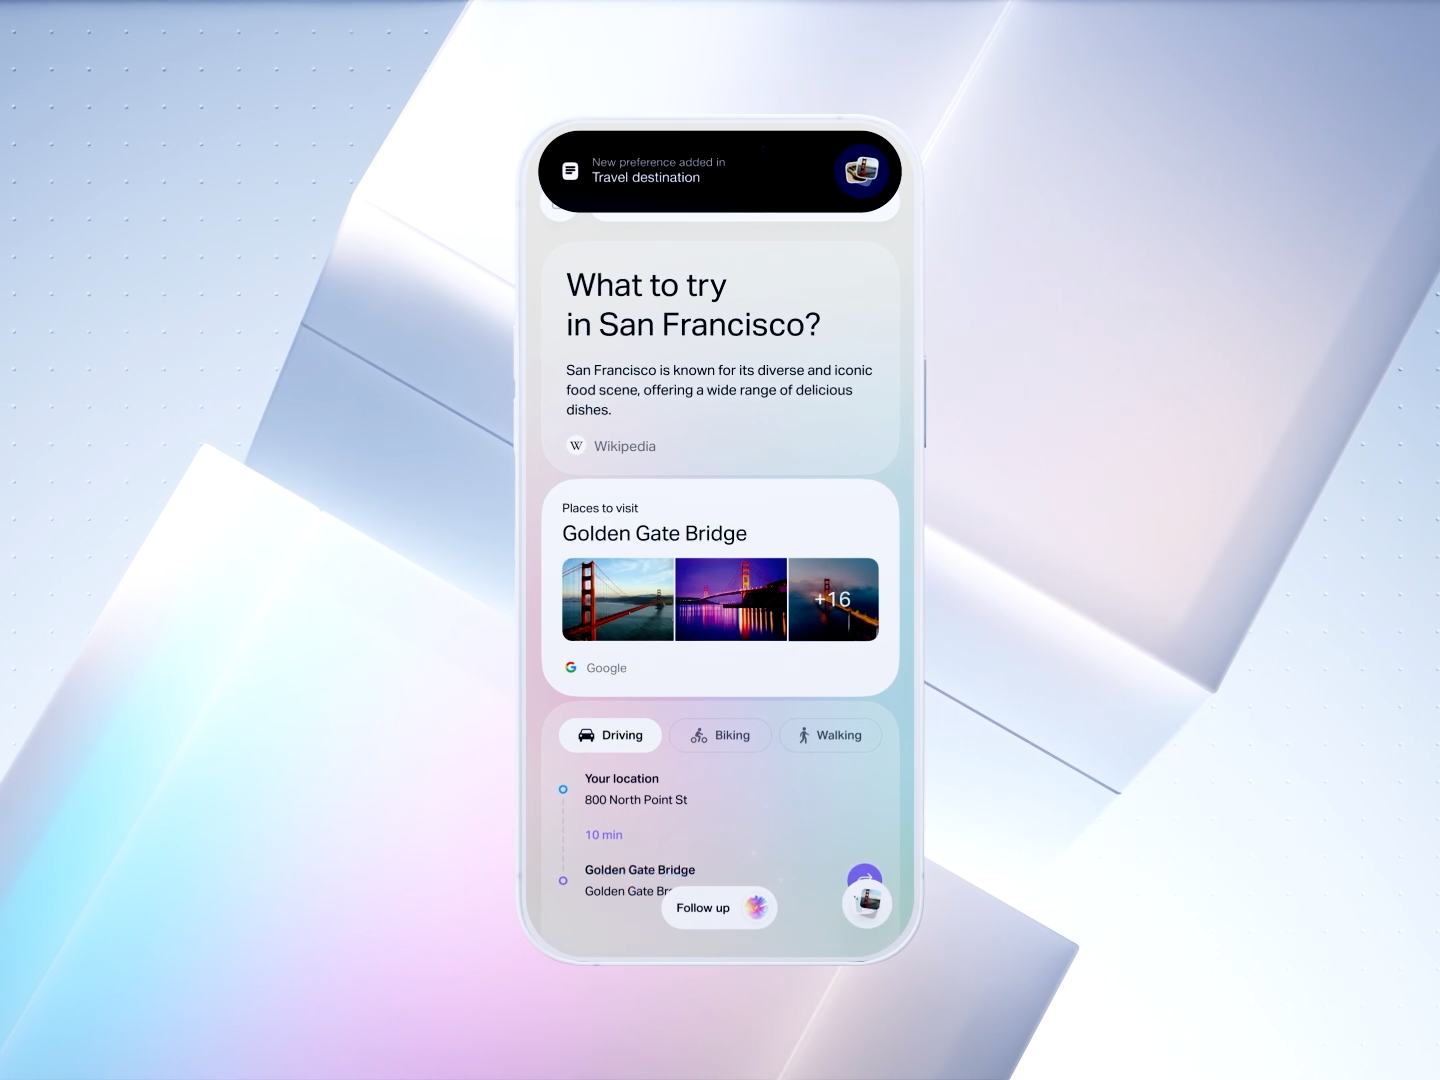 New preference added in
Travel destination
What to try
in San Francisco?
San Francisco is known for its diverse and iconic
food scene, offering a wide range of delicious
dishes.
W Wikipedia
Places to visit
Golden Gate Bridge
+16
G Google
Driving Biking Walking
Your location
800 North Point St
10 min
Golden Gate Bridge
Golden Gate
Follow up